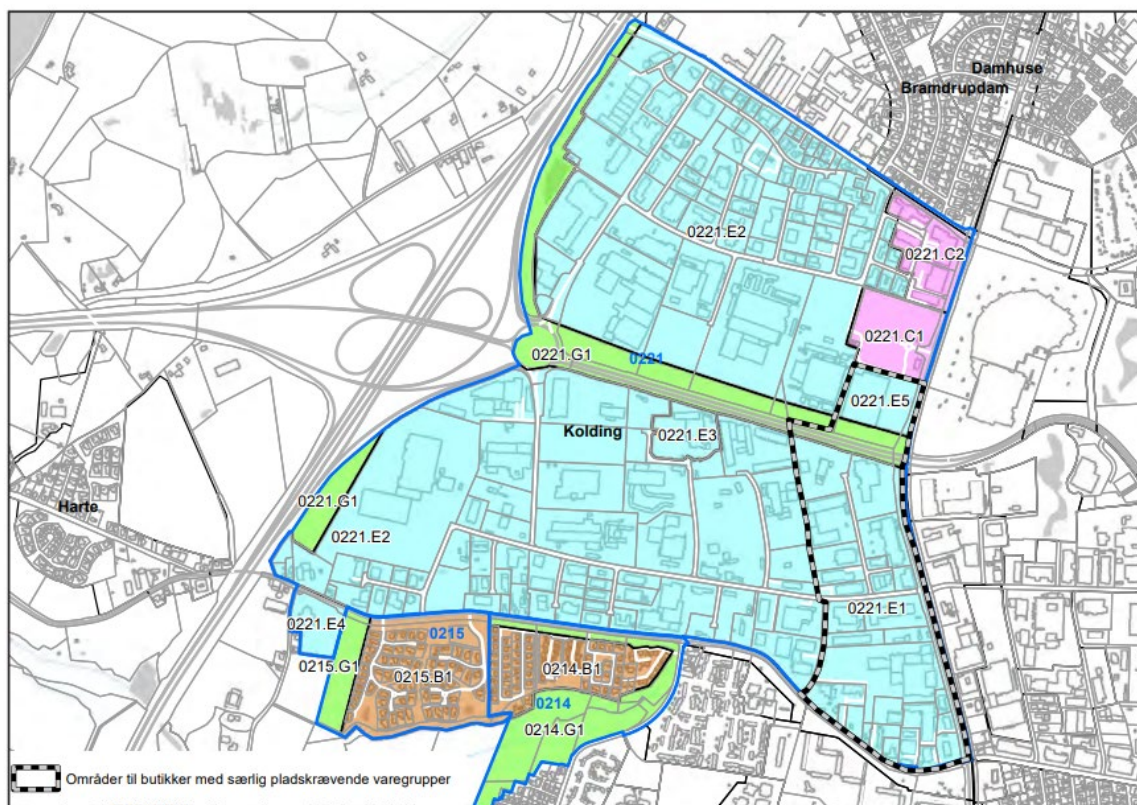 Damhuse
Bramdrupdam
0221.E2
0221.C2
0221.C1
0221.G1
0221
0221.E5
Kolding
0221.E3
0221.G1
Harte
0221.E2
0221.E1
0221.E4
0215
0215.G1
0215.B1
0214.B1
0214
0214.G1
Områder til butikker med særlig pladskrævende varegrupper